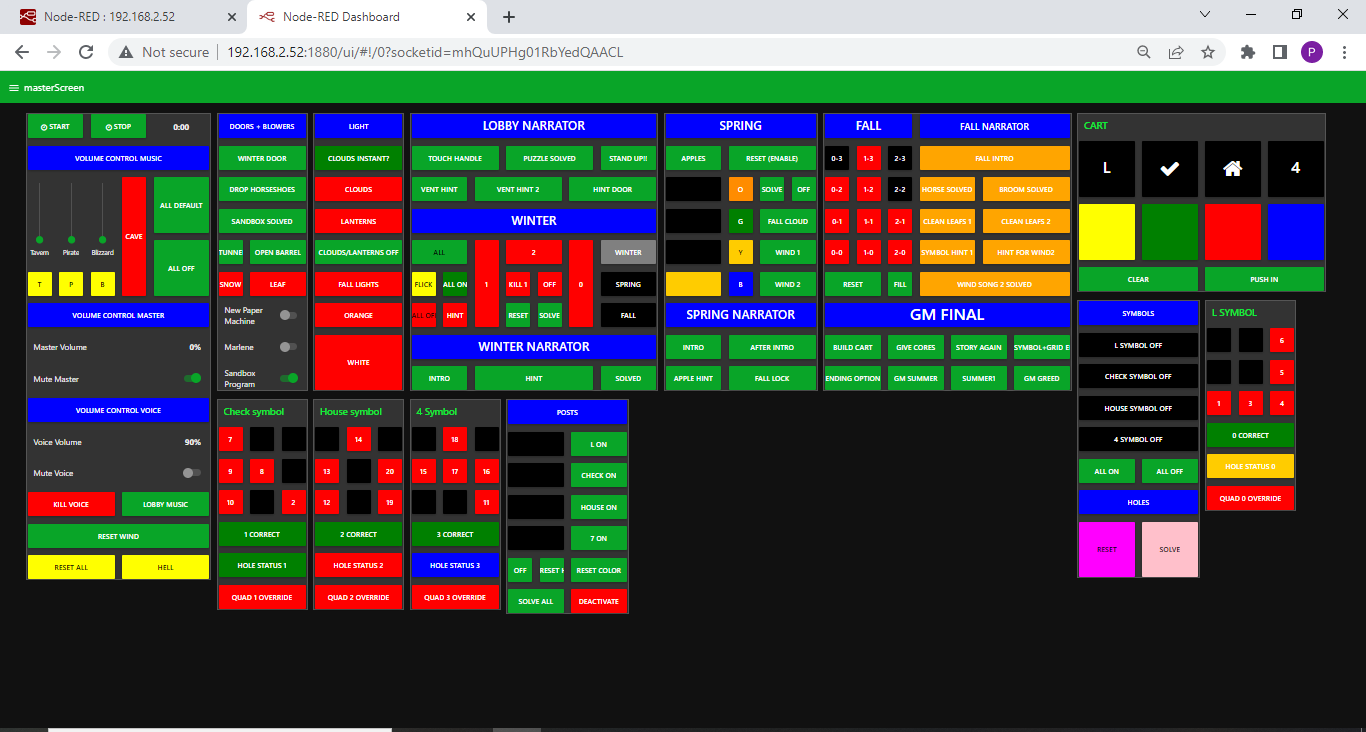 Node-RED : 192.168.2.52
Node-RED Dashboard
Not secure
192.168.2.52:1880/ui/#!/0?socketid=mhQuUPHg01RbYedQAACL
P
masterScreen
START
STOP
0:00
VOLUME CONTROL MUSIC
CAVE
ALL DEFAULT
ALL OFF
Tavern
Pirate
Blizzard
T
P
B
VOLUME CONTROL MASTER
Master Volume
0%
Mute Master
VOLUME CONTROL VOICE
Voice Volume
90%
Mute Voice
KILL VOICE
LOBBY MUSIC
RESET WIND
RESET ALL
HELL
DOORS + BLOWERS
WINTER DOOR
DROP HORSESHOES
SANDBOX SOLVED
TUNNE
OPEN BARREL
SNOW
LEAF
New Paper
Machine
Marlene
Sandbox
Program
LIGHT
CLOUDS INSTANT?
CLOUDS
LANTERNS
CLOUDS/LANTERNS OFF
FALL LIGHTS
ORANGE
WHITE
LOBBY NARRATOR
TOUCH HANDLE
PUZZLE SOLVED
STAND UP!!
VENT HINT
VENT HINT 2
HINT DOOR
WINTER
ALL
1
2
0
WINTER
FLICK
ALL ON
KILL 1
OFF
SPRING
ALL OFF
HINT
RESET
SOLVE
FALL
WINTER NARRATOR
INTRO
HINT
SOLVED
SPRING
APPLES
RESET (ENABLE)
O
SOLVE
OFF
G
FALL CLOUD
Y
WIND 1
B
WIND 2
SPRING NARRATOR
INTRO
AFTER INTRO
APPLE HINT
FALL LOCK
FALL
0-3
1-3
2-3
0-2
1-2
2-2
0-1
1-1
2-1
0-0
1-0
2-0
RESET
FILL
FALL NARRATOR
FALL INTRO
HORSE SOLVED
BROOM SOLVED
CLEAN LEAFS 1
CLEAN LEAFS 2
SYMBOL HINT 1
HINT FOR WIND2
WIND SONG 2 SOLVED
GM FINAL
BUILD CART
GIVE CORES
STORY AGAIN
SYMBOL+GRID E
ENDING OPTION
GM SUMMER
SUMMER1
GM GREED
CART
L
4
CLEAR
PUSH IN
Check symbol
7
9
8
10
2
1 CORRECT
HOLE STATUS 1
QUAD 1 OVERRIDE
House symbol
14
13
20
12
19
2 CORRECT
HOLE STATUS 2
QUAD 2 OVERRIDE
4 Symbol
18
15
17
16
11
3 CORRECT
HOLE STATUS 3
QUAD 3 OVERRIDE
POSTS
L ON
CHECK ON
HOUSE ON
7 ON
OFF
RESET H
RESET COLOR
SOLVE ALL
DEACTIVATE
SYMBOLS
L SYMBOL OFF
CHECK SYMBOL OFF
HOUSE SYMBOL OFF
4 SYMBOL OFF
ALL ON
ALL OFF
HOLES
RESET
SOLVE
L SYMBOL
6
5
1
3
4
0 CORRECT
HOLE STATUS 0
QUAD 0 OVERRIDE